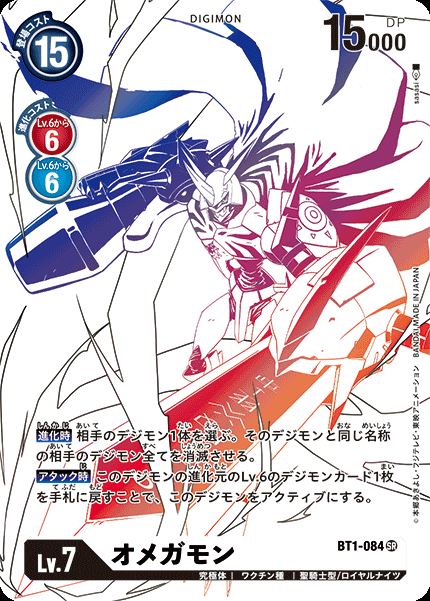 登場コスト
15
DIGIMON
DP
15000
sasasi
進化コスト
Lv.6から
6
Lv.6から
6
進化時 相手のデジモン1体を選ぶ。そのデジモンと同じ名称
の相手のデジモン全てを消滅させる。
アタック時 このデジモンの進化元のLv.6のデジモンカード1枚
を手札に戻すことで、このデジモンをアクティブにする。
©本郷あきよし・フジテレビ・東映アニメーション BANDAI,MADE IN JAPAN
BT1-084 SR
Lv.7 オメガモン
究極体 | ワクチン種 | 聖騎士型/ロイヤルナイツ